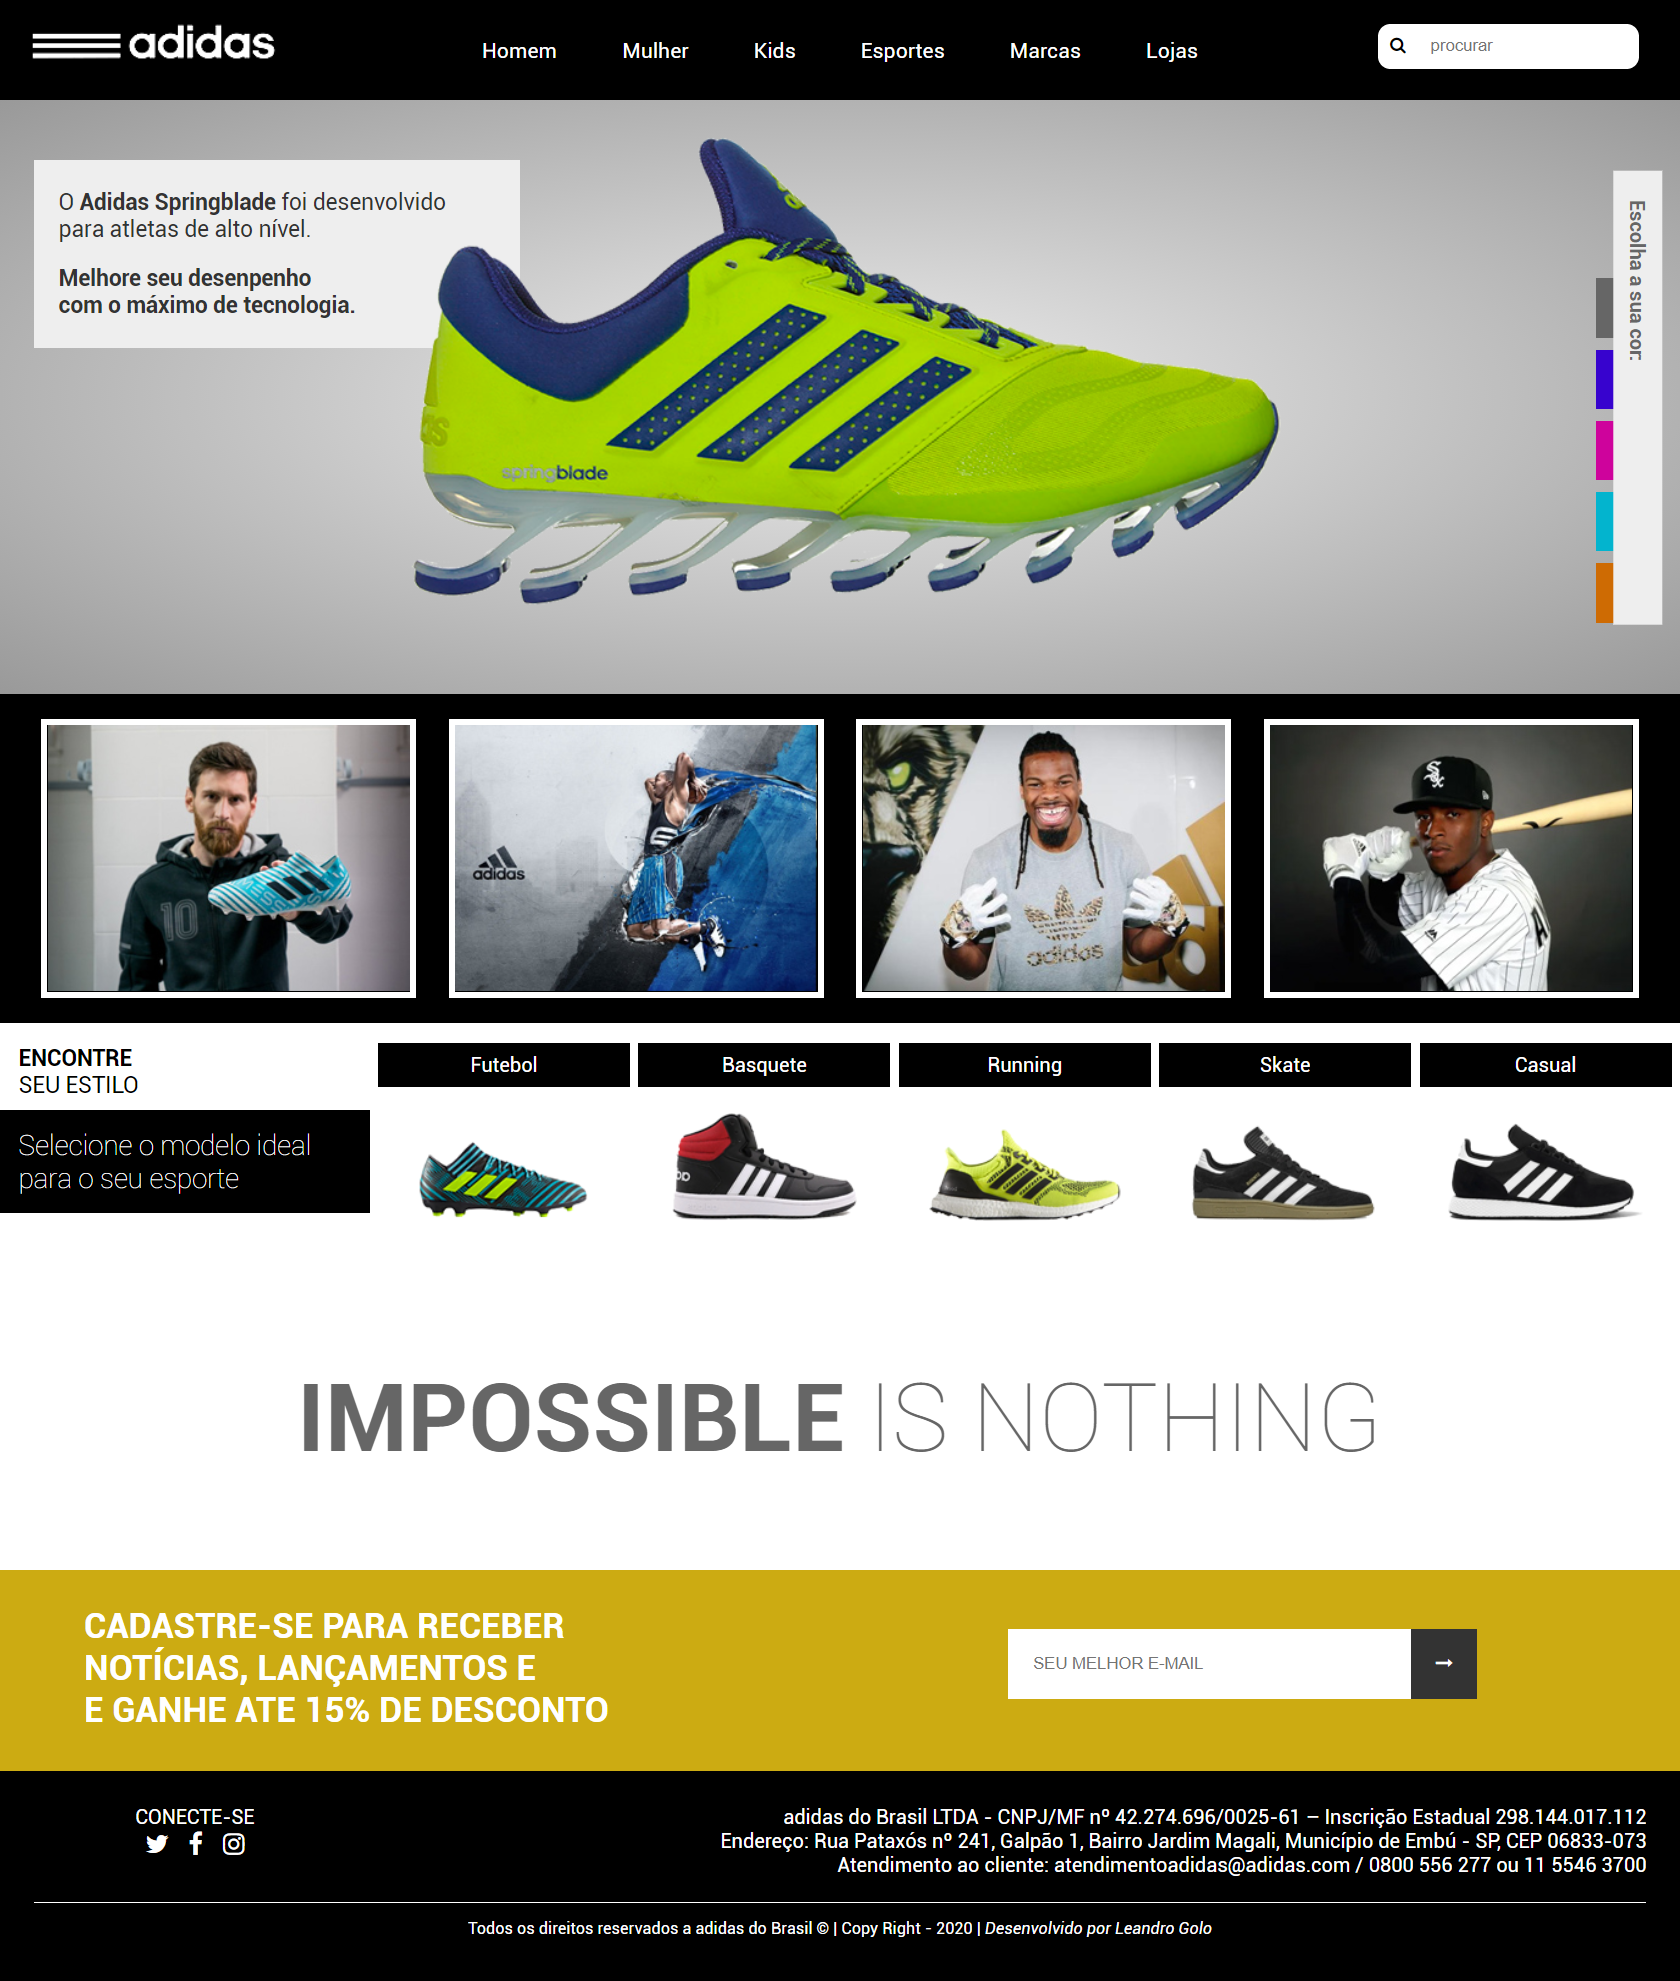 adidas
Homem Mulher Kids Esportes Marcas Lojas
procurar
O Adidas Springblade foi desenvolvido
para atletas de alto nível.
Melhore seu desenpenho
com o máximo de tecnologia.
springblade
Escolha a sua cor.
10
adidas
adidas
ENCONTRE
SEU ESTILO
Selecione o modelo ideal
para o seu esporte
Futebol
Basquete
Running
Skate
Casual
IMPOSSIBLE IS NOTHING
CADASTRE-SE PARA RECEBER
NOTÍCIAS, LANÇAMENTOS E
E GANHE ATE 15% DE DESCONTO
SEU MELHOR E-MAIL
CONECTE-SE
adidas do Brasil LTDA - CNPJ/MF nº 42.274.696/0025-61 – Inscrição Estadual 298.144.017.112
Endereço: Rua Pataxós nº 241, Galpão 1, Bairro Jardim Magali, Município de Embú - SP, CEP 06833-073
Atendimento ao cliente: atendimentoadidas@adidas.com / 0800 556 277 ou 11 5546 3700
Todos os direitos reservados a adidas do Brasil © | Copy Right - 2020 | Desenvolvido por Leandro Golo